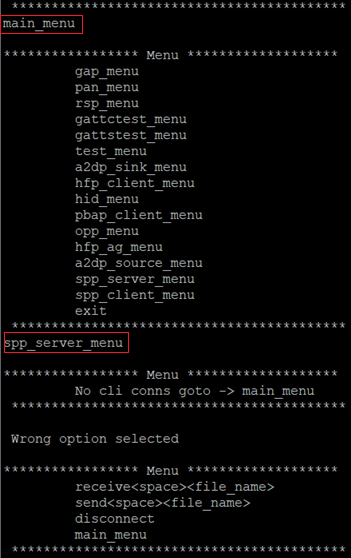 ******************************************
main_menu
***************** Menu *******************
gap_menu
pan_menu
rsp_menu
gattctest_menu
gattstest_menu
test_menu
a2dp_sink_menu
hfp_client_menu
hid_menu
pbap_client_menu
opp_menu
hfp_ag_menu
a2dp_source_menu
spp_server_menu
spp_client_menu
exit
******************************************
spp_server_menu
***************** Menu *******************
No cli conns goto -> main_menu
******************************************
Wrong option selected
***************** Menu *******************
receive<space><file_name>
send<space><file_name>
disconnect
main_menu
******************************************